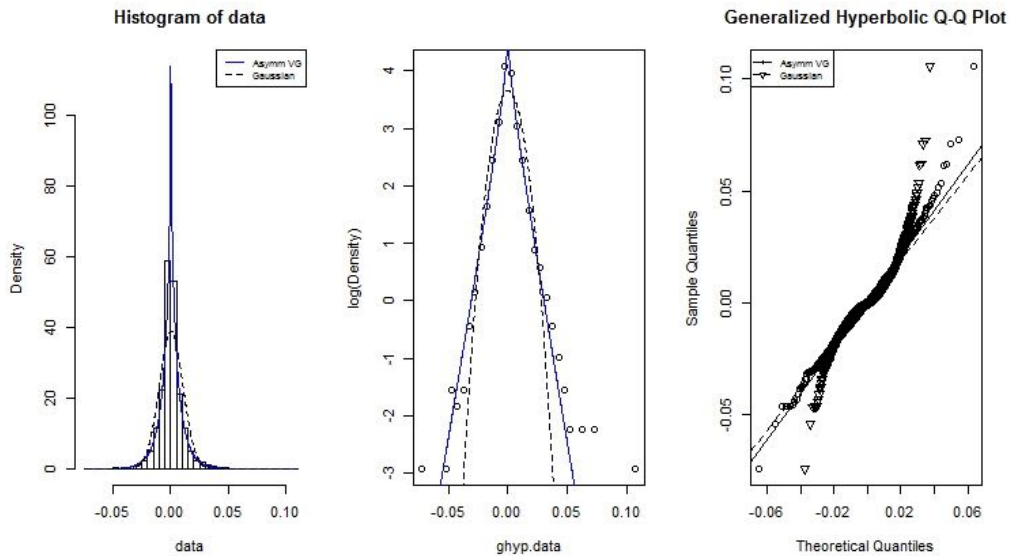 Histogram of data
Asymm VG
Gaussian
Density
0
20
40
60
80
100
-0.05
0.00
0.05
0.10
data
log(Density)
4
3
2
1
0
-1
-2
-3
-0.05
0.00
0.05
0.10
ghyp.data
Generalized Hyperbolic Q-Q Plot
Asymm VG
Gaussian
Sample Quantiles
0.10
0.05
0.00
-0.05
-0.06
-0.02
0.02
0.06
Theoretical Quantiles